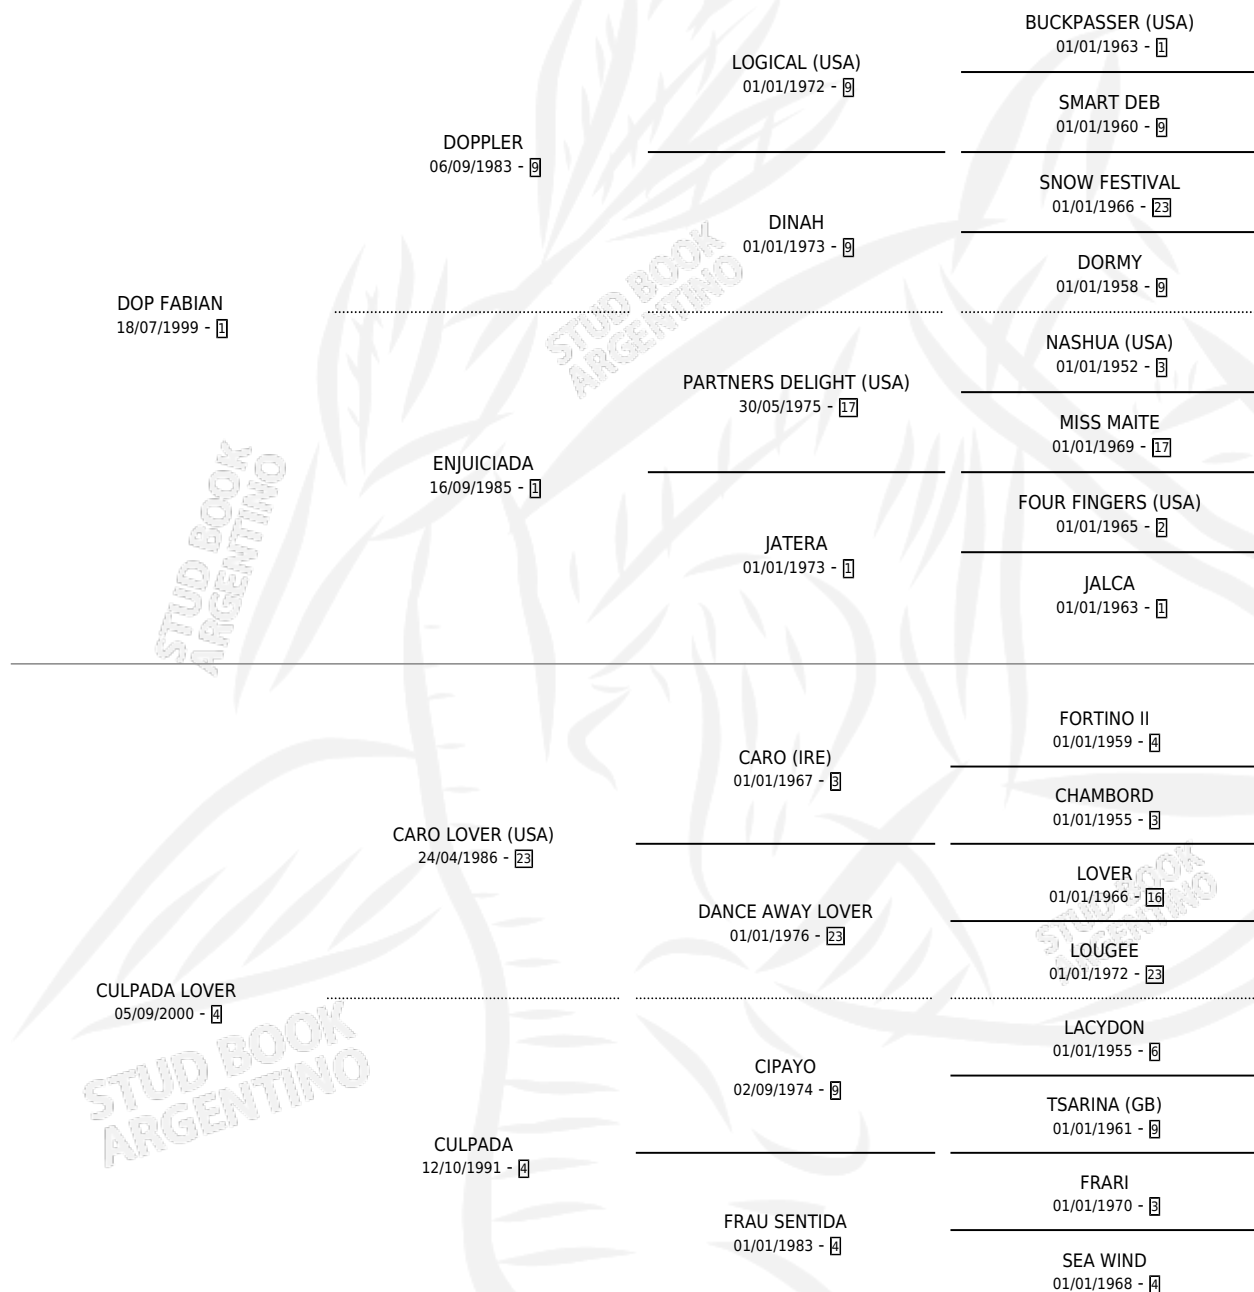 BUCKPASSER (USA)
01/01/1963 - 1
LOGICAL (USA)
01/01/1972 - 9
SMART DEB
01/01/1960 - 9
DOPPLER
06/09/1983 - 9
SNOW FESTIVAL
01/01/1966 - 23
DINAH
01/01/1973 - 9
DORMY
01/01/1958 - 9
DOP FABIAN
18/07/1999 - 1
NASHUA (USA)
01/01/1952 - 3
PARTNERS DELIGHT (USA)
30/05/1975 - 17
MISS MAITE
01/01/1969 - 17
ENJUICIADA
16/09/1985 - 1
FOUR FINGERS (USA)
01/01/1965 - 2
JATERA
01/01/1973 - 1
JALCA
01/01/1963 - 1
FORTINO II
01/01/1959 - 4
CARO (IRE)
01/01/1967 - 3
CHAMBORD
01/01/1955 - 3
CARO LOVER (USA)
24/04/1986 - 23
LOVER
01/01/1966 - 16
DANCE AWAY LOVER
01/01/1976 - 23
LOUGEE
01/01/1972 - 23
CULPADA LOVER
05/09/2000 - 4
LACYDON
01/01/1955 - 6
CIPAYO
02/09/1974 - 9
TSARINA (GB)
01/01/1961 - 9
CULPADA
12/10/1991 - 4
FRARI
01/01/1970 - 3
FRAU SENTIDA
01/01/1983 - 4
SEA WIND
01/01/1968 - 4
STUD BOOK
ARGENTINO
STUD BOOK
ARGENTINO
STUD BOOK
ARGENTINO
STUD BOOK
ARGENTINO